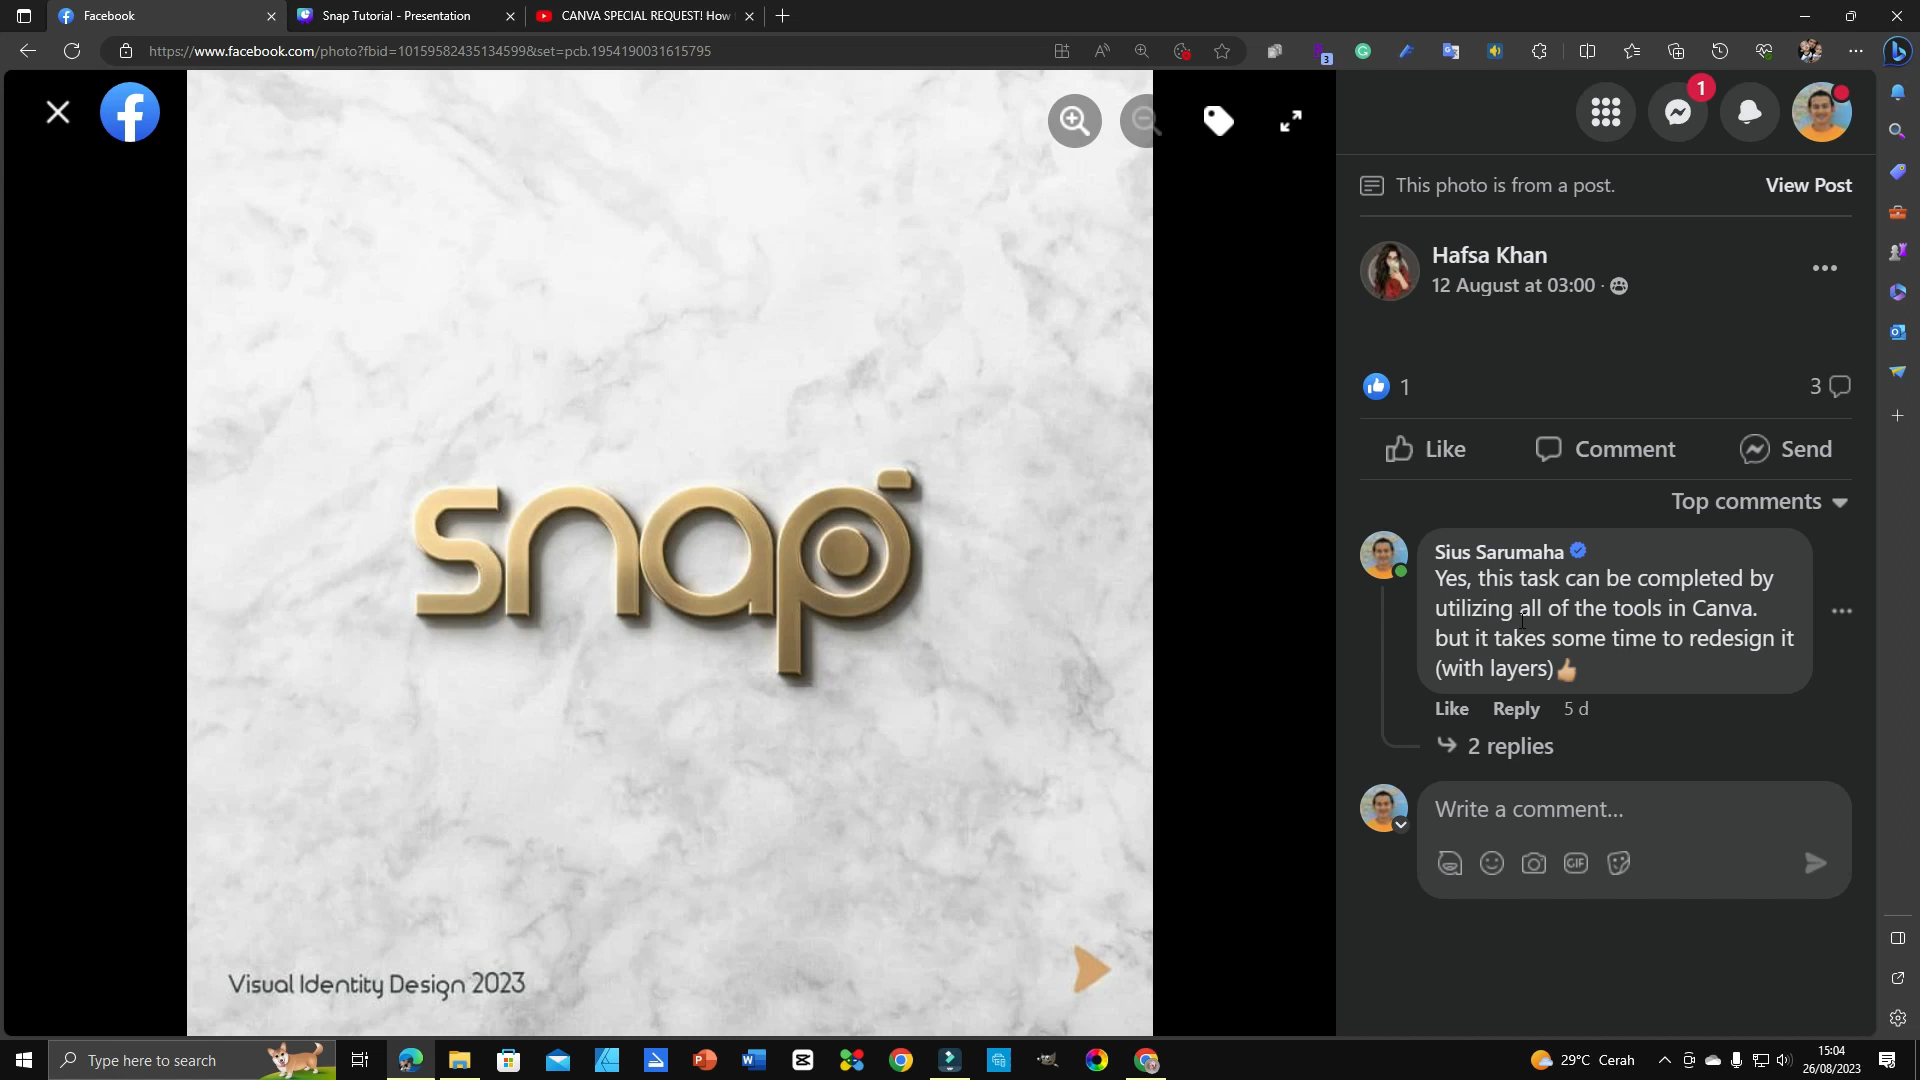 Facebook
Snap Tutorial - Presentation
CANVA SPECIAL REQUEST! How
https://www.facebook.com/photo?fbid=10159582435134599&set=pcb.1954190031615795
3
1
This photo is from a post.
View Post
Hafsa Khan
12 August at 03:00 ·
1
3
Like
Comment
Send
Top comments
Sius Sarumaha
Yes, this task can be completed by
utilizing all of the tools in Canva.
but it takes some time to redesign it
(with layers)👍🏼
Like Reply 5 d
2 replies
Write a comment...
GIF
snap
Visual Identity Design 2023
Type here to search
29°C Cerah
15:04
26/08/2023